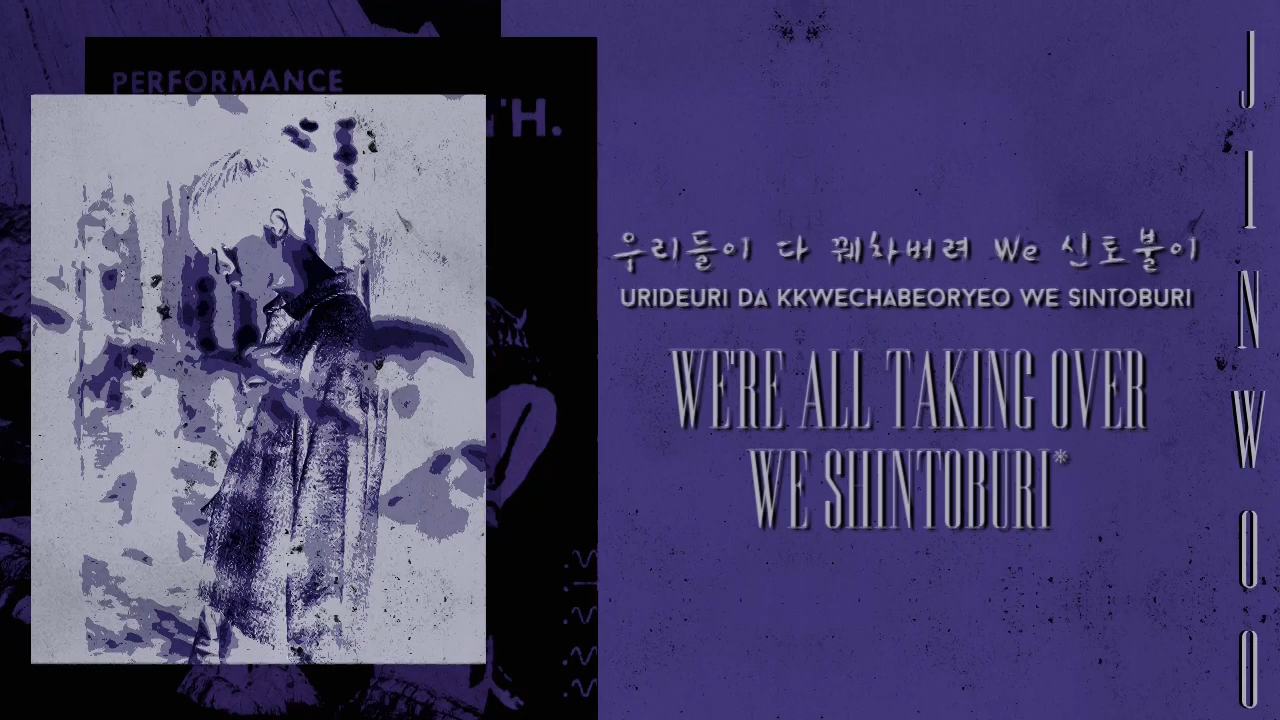 PERFORMANCE
TH.
우리들이 다 꿰차버려 We 신토불이
URIDEURI DA KKWECHABEORYEO WE SINTOBURI
WE'RE ALL TAKING OVER
WE SHINTOBURI*
JINWOO